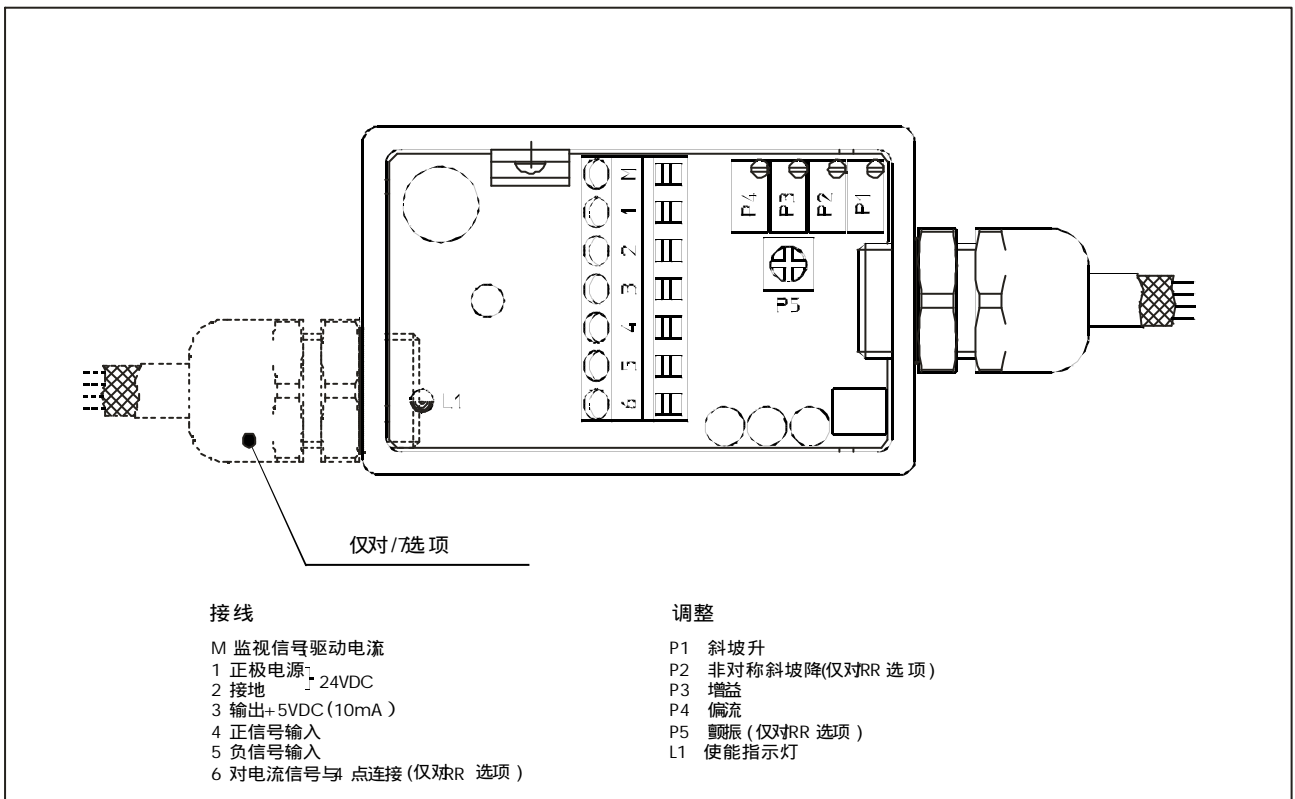 M
1
2
3
4
5
6
P4 P3 P2 P1
P5
L1
仅对/7选项
接线
M 监视信号驱动电流
1 正极电源
2 接地
24VDC
3 输出+5VDC(10mA)
4 正信号输入
5 负信号输入
6 对电流信号与4 点连接(仅对RR 选项)
调整
P1 斜坡升
P2 非对称斜坡降(仅对RR 选项)
P3 增益
P4 偏流
P5 颤振(仅对RR 选项)
L1 使能指示灯